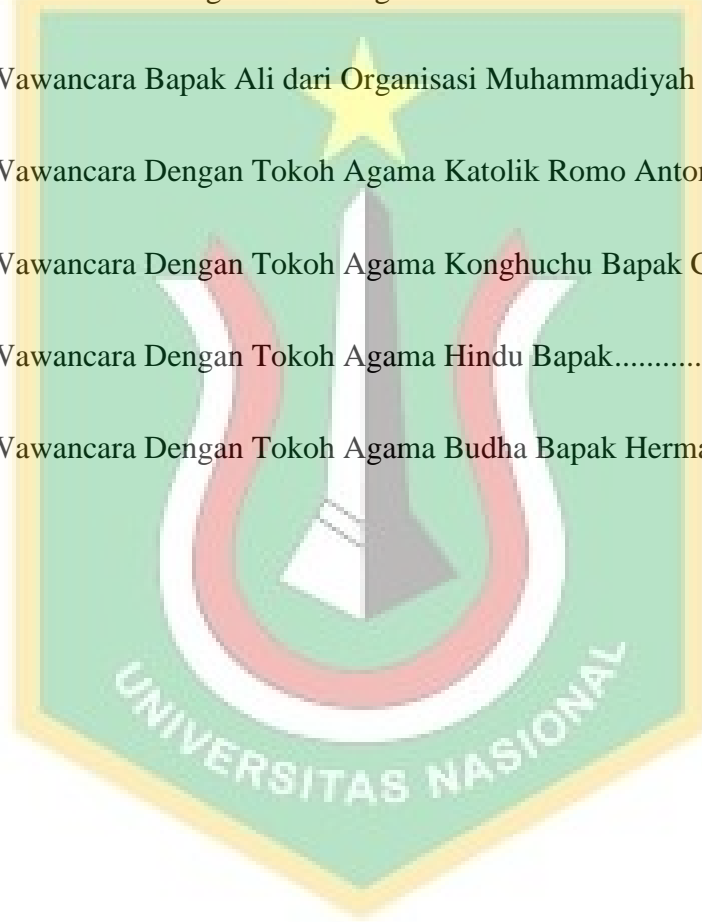 Wawancara Bapak Ali dari Organisasi Muhammadiyah
Wawancara Dengan Tokoh Agama Katolik Romo
Wawancara Dengan Tokoh Agama Konghuchu Bapak
Wawancara Dengan Tokoh Agama Hindu Bapak...........
Wawancara Dengan Tokoh Agama Budha Bapak
UNIVERSITAS NASIONAL